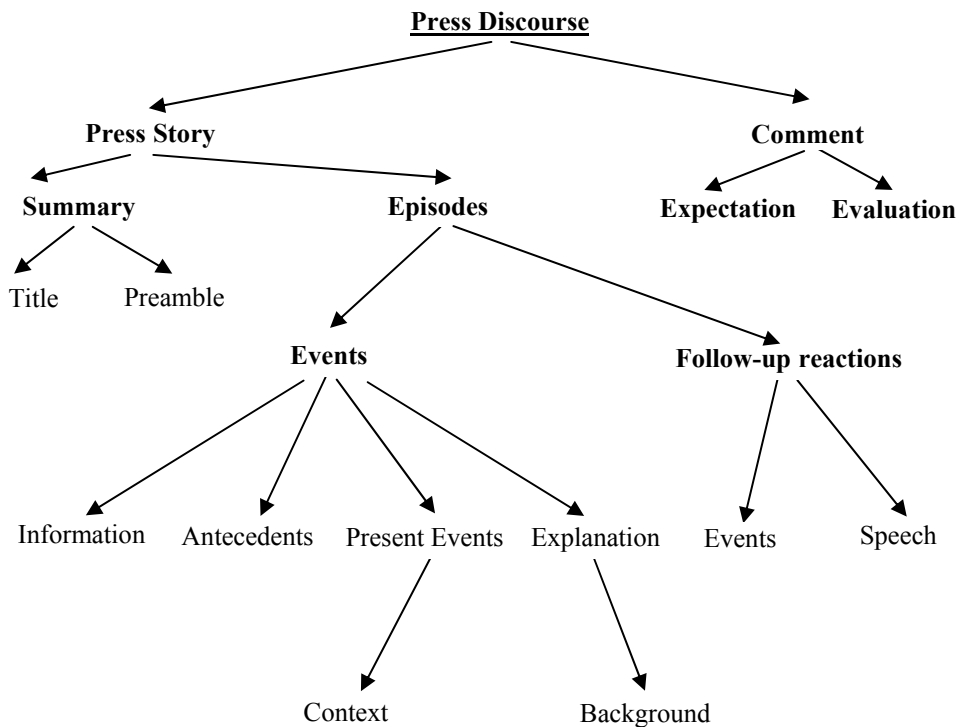 Press Discourse
Press Story
Comment
Summary
Episodes
Expectation
Evaluation
Title
Preamble
Events
Follow-up reactions
Information
Antecedents
Present Events
Explanation
Events
Speech
Context
Background